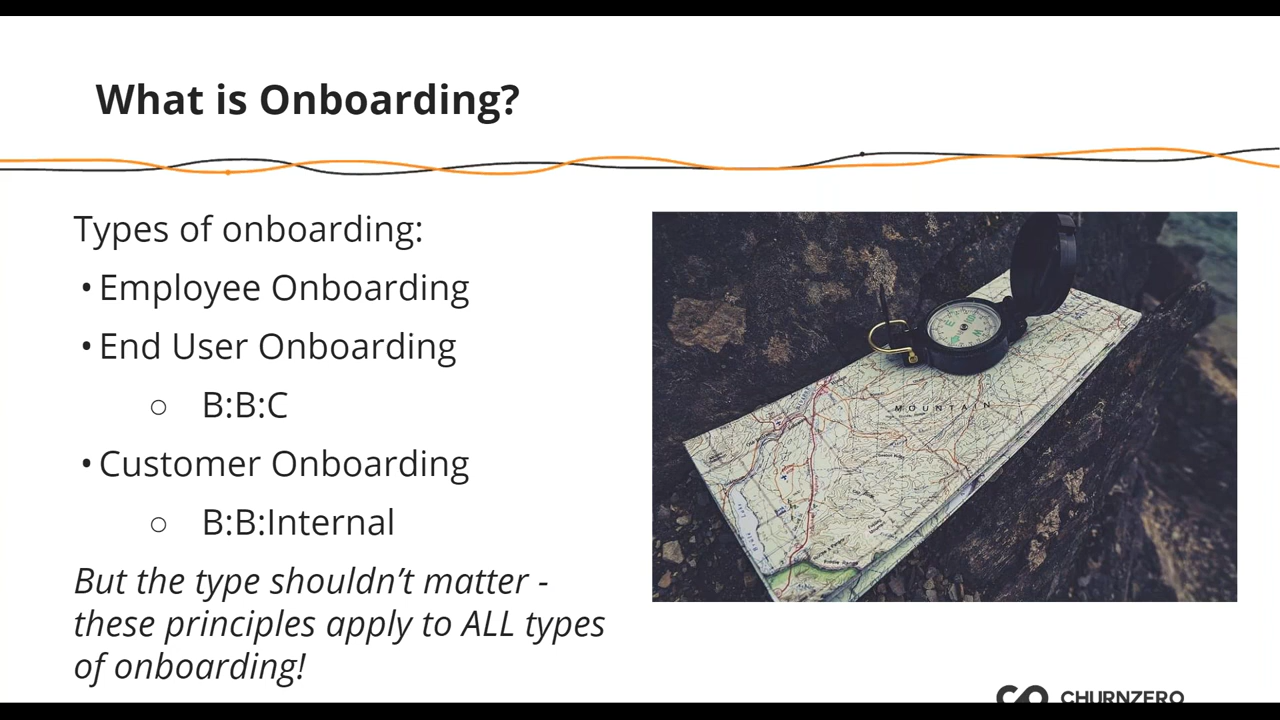 What is Onboarding?
Types of onboarding:
• Employee Onboarding
• End User Onboarding
○ B:B:C
• Customer Onboarding
○ B:B:Internal
But the type shouldn’t matter -
these principles apply to ALL types
of onboarding!
MOUNTAIN
CHURNZERO